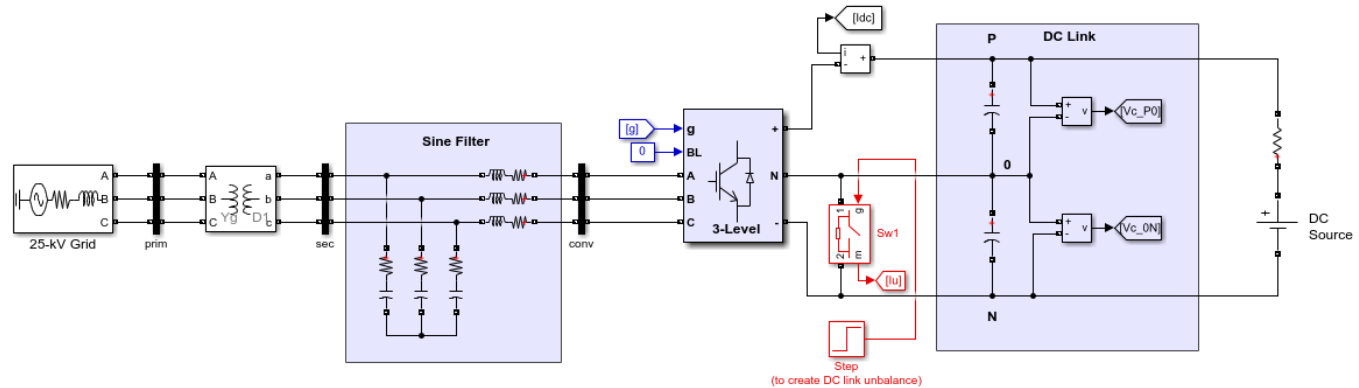 [Idc]
P
DC Link
i
+
-
+
-
v
[Vc_P0]
Sine Filter
[g]
g
+
0
BL
0
A
A
A
a
A
N
B
B
B
b
B
C
C
C
c
C
-
Yg
D1
3-Level
25-kV Grid
prim
sec
conv
1
g
Sw1
2
m
[Iu]
+
-
v
[Vc_0N]
+
DC
Source
N
Step
(to create DC link unbalance)